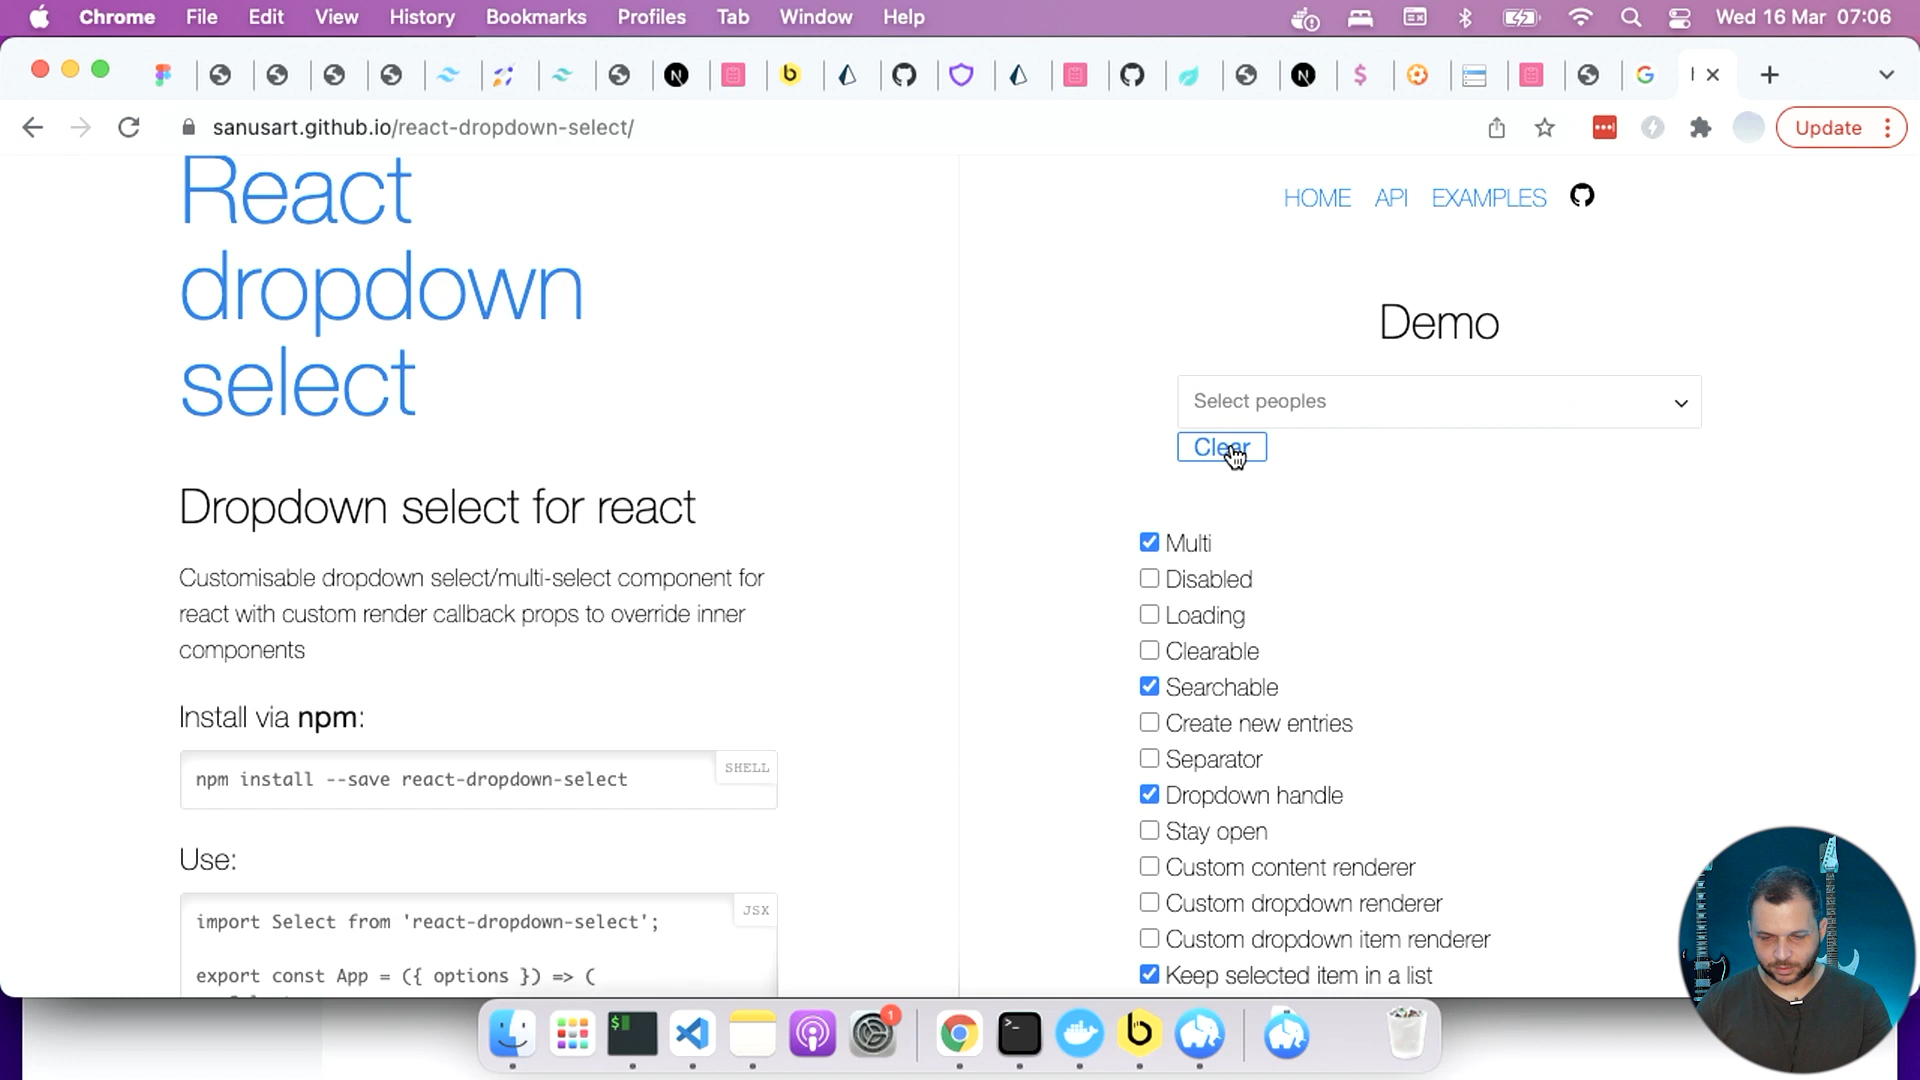 Chrome File Edit View History Bookmarks Profiles Tab Window Help Wed 16 Mar 07:06
sanusart.github.io/react-dropdown-select/
Update
React
dropdown
select
Dropdown select for react
Customisable dropdown select/multi-select component for
react with custom render callback props to override inner
components
Install via npm:
SHELL
npm install --save react-dropdown-select
Use:
JSX
import Select from 'react-dropdown-select';
export const App = ({ options }) => (
HOME API EXAMPLES
Demo
Select peoples
Clear
Multi
Disabled
Loading
Clearable
Searchable
Create new entries
Separator
Dropdown handle
Stay open
Custom content renderer
Custom dropdown renderer
Custom dropdown item renderer
Keep selected item in a list
1